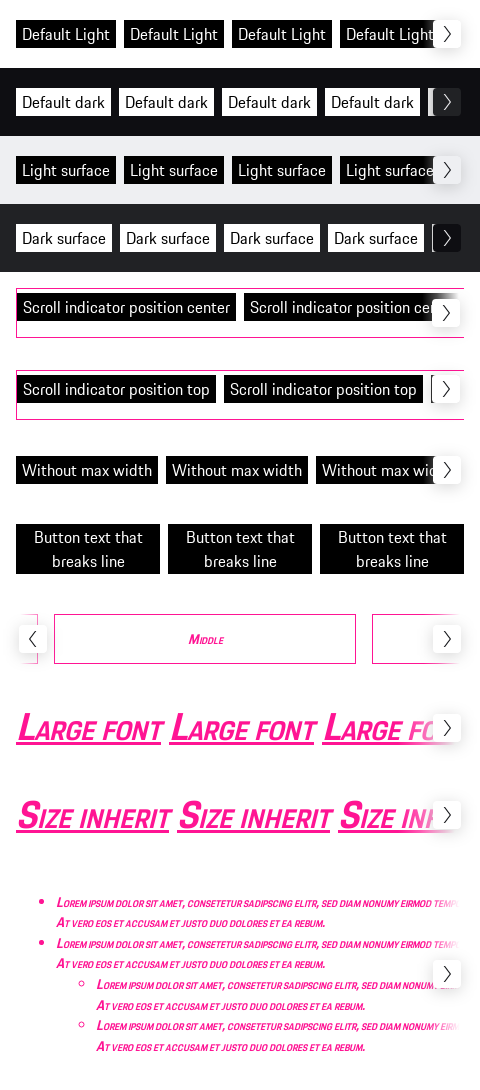 Default Light Default Light Default Light Default Light
Default dark Default dark Default dark Default dark
Light surface Light surface Light surface Light surface
Dark surface Dark surface Dark surface Dark surface
Scroll indicator position center Scroll indicator position
Scroll indicator position top Scroll indicator position top
Without max width Without max width Without max
Button text that Button text that Button text that
breaks line breaks line breaks line
Middle
Large font Large font Large
Size inherit Size inherit Size
Lorem ipsum dolor sit amet, consetetur sadipscing elitr, sed diam nonumy eirmod
At vero eos et accusam et justo duo dolores et ea rebum.
Lorem ipsum dolor sit amet, consetetur sadipscing elitr, sed diam nonumy eirmod
At vero eos et accusam et justo duo dolores et ea rebum.
Lorem ipsum dolor sit amet, consetetur sadipscing elitr, sed diam nonumy
At vero eos et accusam et justo duo dolores et ea rebum.
Lorem ipsum dolor sit amet, consetetur sadipscing elitr, sed diam nonumy
At vero eos et accusam et justo duo dolores et ea rebum.